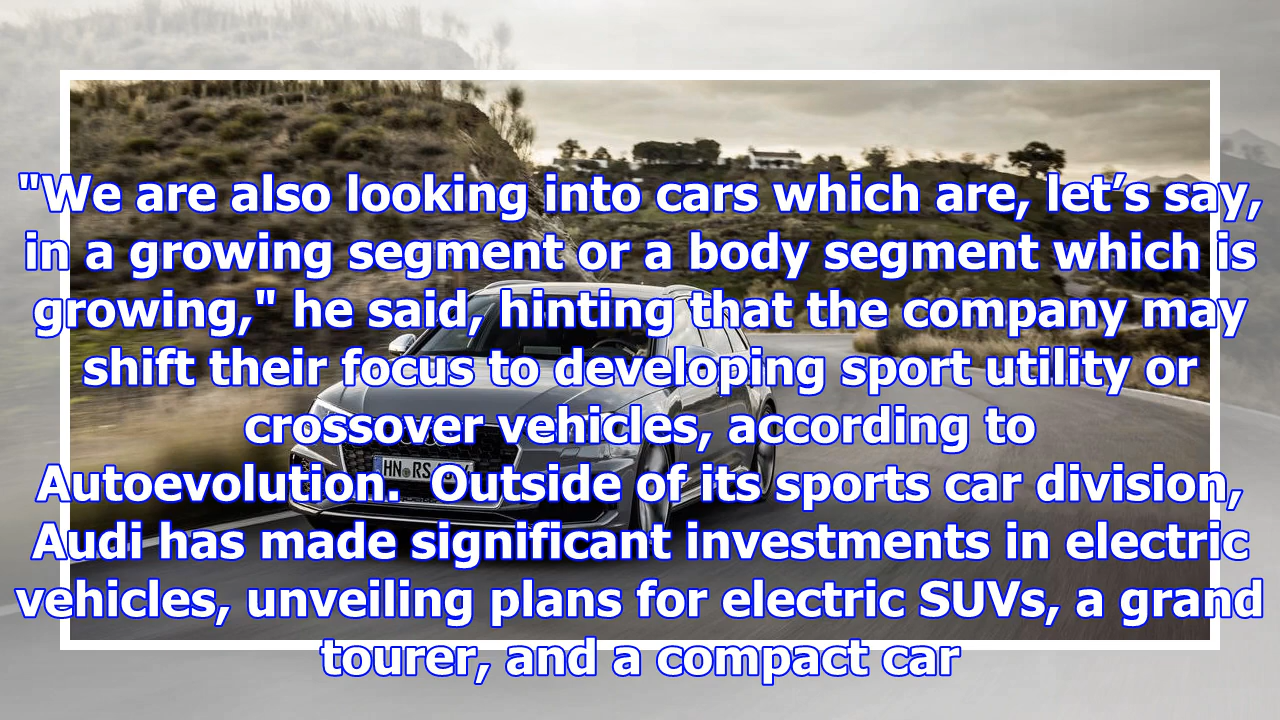 "We are also looking into cars which are, let’s say,
in a growing segment or a body segment which is
growing," he said, hinting that the company may
shift their focus to developing sport utility or
crossover vehicles, according to
Autoevolution.  Outside of its sports car division,
Audi has made significant investments in electric
vehicles, unveiling plans for electric SUVs, a grand
tourer, and a compact car